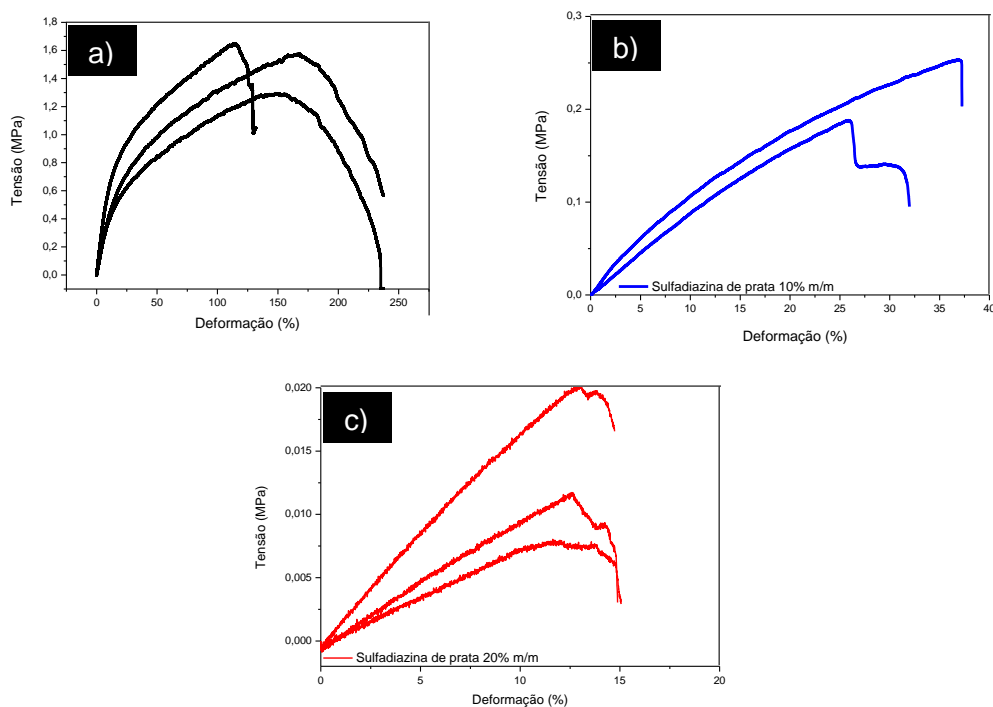 a)
1,8
1,6
1,4
1,2
1,0
0,8
0,6
0,4
0,2
0,0
Tensão (MPa)
0 50 100 150 200 250
Deformação (%)
b)
0,3
0,2
0,1
0,0
Tensão (MPa)
Sulfadiazina de prata 10% m/m
0 5 10 15 20 25 30 35 40
Deformação (%)
c)
0,020
0,015
0,010
0,005
0,000
Tensão (MPa)
Sulfadiazina de prata 20% m/m
0 5 10 15 20
Deformação (%)